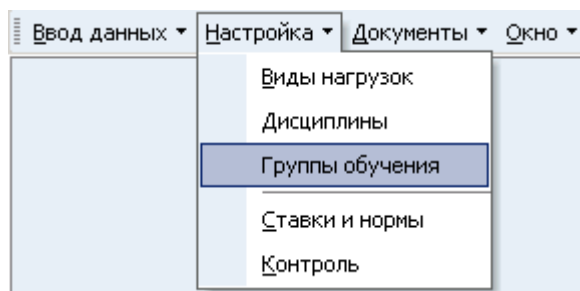 Ввод данных Настройка Документы Окно
Виды нагрузок
Дисциплины
Группы обучения
Ставки и нормы
Контроль